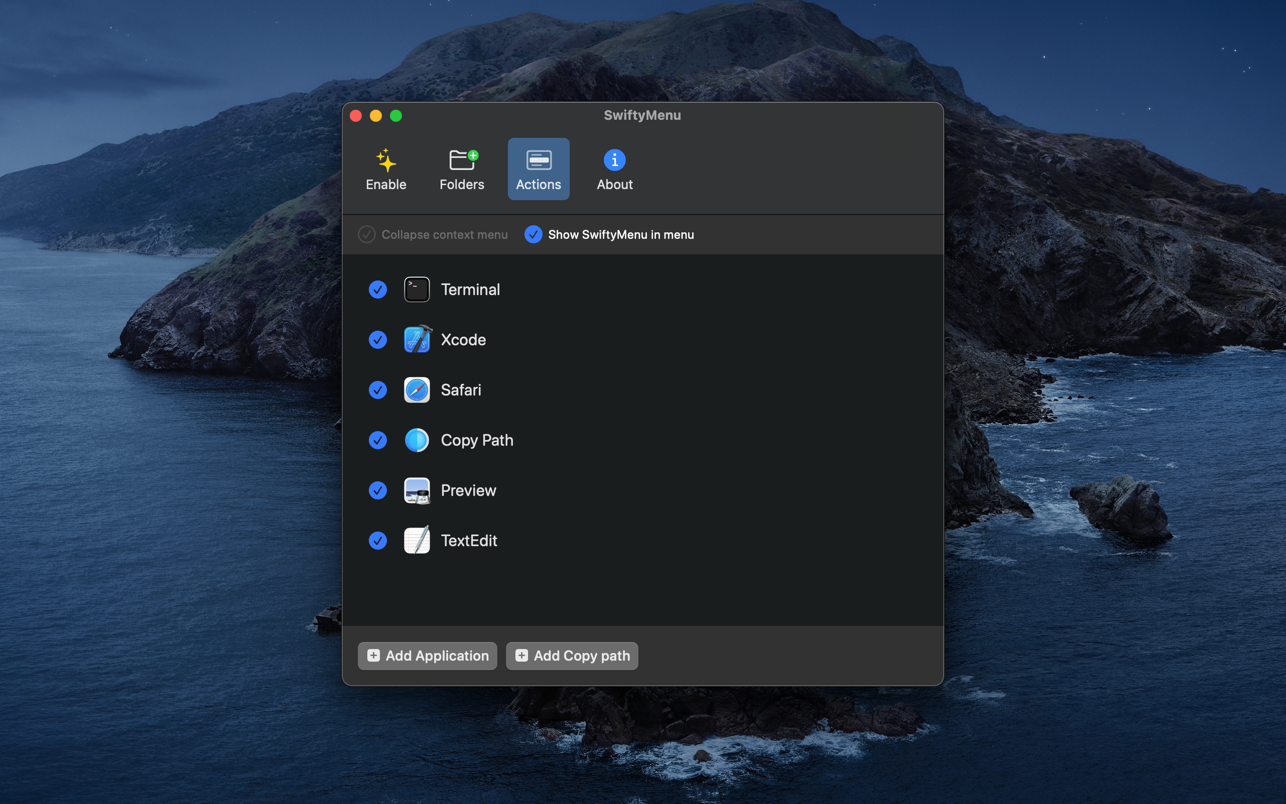 SwiftyMenu
Enable Folders Actions About
Collapse context menu Show SwiftyMenu in menu
Terminal
Xcode
Safari
Copy Path
Preview
TextEdit
Add Application Add Copy path